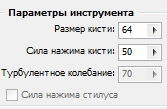 Параметры инструмента
Размер кисти: 64
Сила нажима кисти: 50
Турбулентное колебание: 70
Сила нажима стилуса